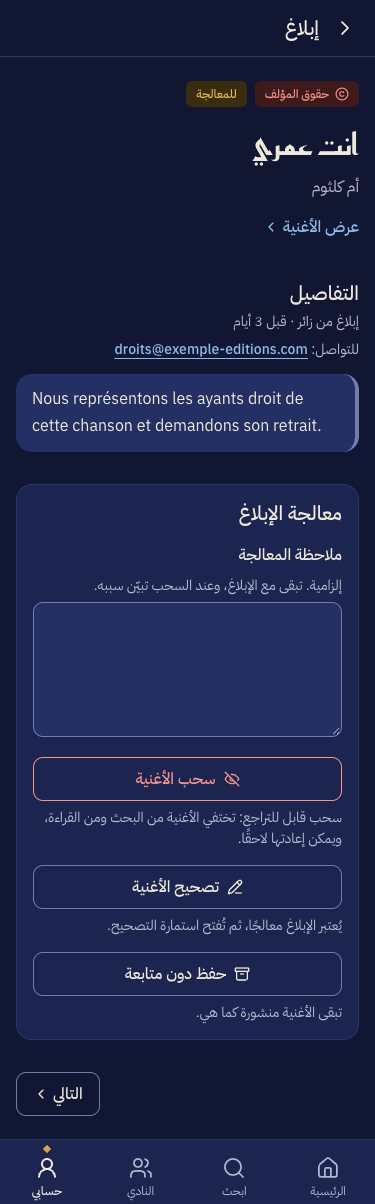 إبلاغ
حقوق المؤلف
للمعالجة
انت عمري
أم كلثوم
عرض الأغنية
التفاصيل
إبلاغ من زائر · قبل 3 أيام
للتواصل: droits@exemple-editions.com
Nous représentons les ayants droit de
cette chanson et demandons son retrait.
معالجة الإبلاغ
ملاحظة المعالجة
إلزامية. تبقى مع الإبلاغ، وعند السحب تبيّن سببه.
سحب الأغنية
سحب قابل للتراجع: تختفي الأغنية من البحث ومن القراءة،
ويمكن إعادتها لاحقًا.
تصحيح الأغنية
يُعتبر الإبلاغ معالجًا، ثم تُفتح استمارة التصحيح.
حفظ دون متابعة
تبقى الأغنية منشورة كما هي.
التالي
الرئيسية
ابحث
النادي
حسابي